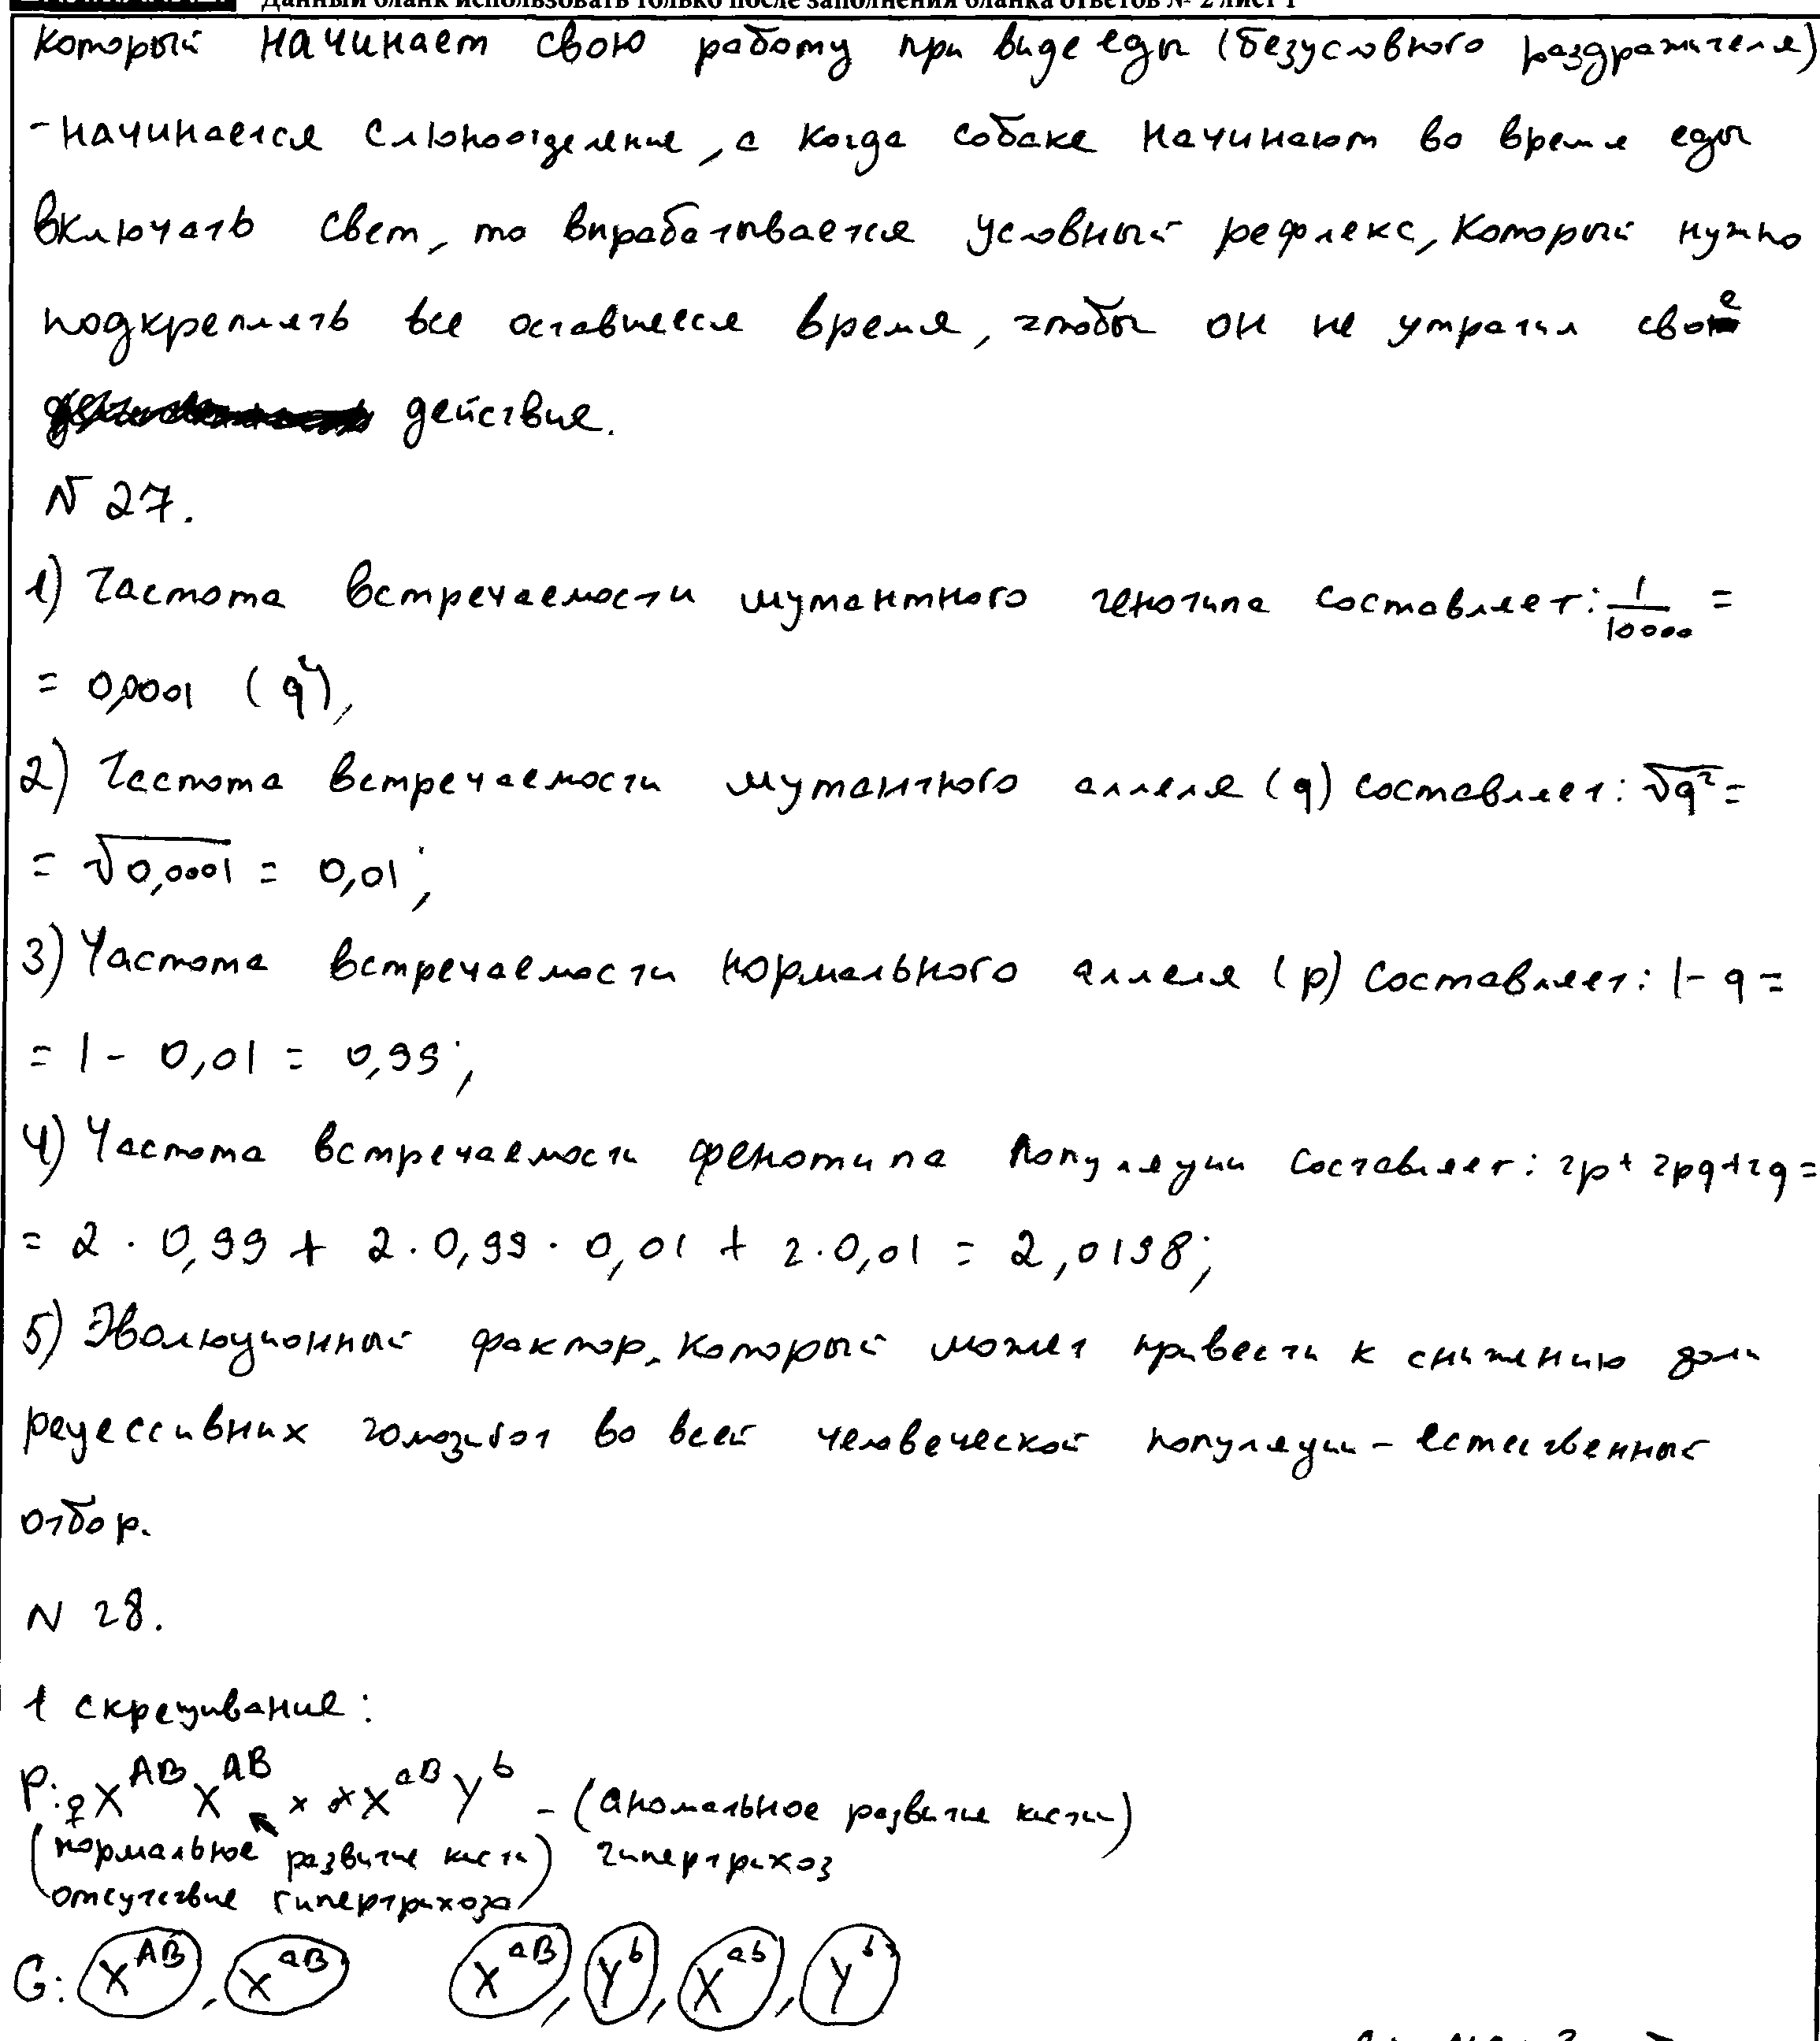 Данный бланк использовать только после заполнения бланка ответов № 2 лист 1
который начинает свою работу при виде еды (безусловного раздражителя)
-начинается слюноотделение, а когда собаке начинают во время еды
включать свет, то вырабатывается условный рефлекс, который нужно
подкреплять все оставшееся время, чтобы он не утратил свое
действие.
N 27.
1) Частота встречаемости мутантного генотипа составляет: 1/10000 =
= 0,0001 (q²),
2) Частота встречаемости мутантного аллеля (q) составляет: √q² =
= √0,0001 = 0,01;
3) Частота встречаемости нормального аллеля (p) составляет: 1 - q =
= 1 - 0,01 = 0,99;
4) Частота встречаемости фенотипа популяции составляет: 2p + 2pq + 2q =
= 2 · 0,99 + 2 · 0,99 · 0,01 + 2 · 0,01 = 2,0198;
5) Эволюционный фактор, который может привести к снижению доли
рецессивных гомозигот во всей человеческой популяции - естественный
отбор.
N 28.
1 скрещивание:
P: ♀ X^AB X^AB × ♂ X^aB Y^b - (аномальное развитие кисти)
(нормальное развитие кисти) гипертрихоз
отсутствие гипертрихоза)
G: X^AB, X^aB X^aB, Y^b, X^ab, Y^b